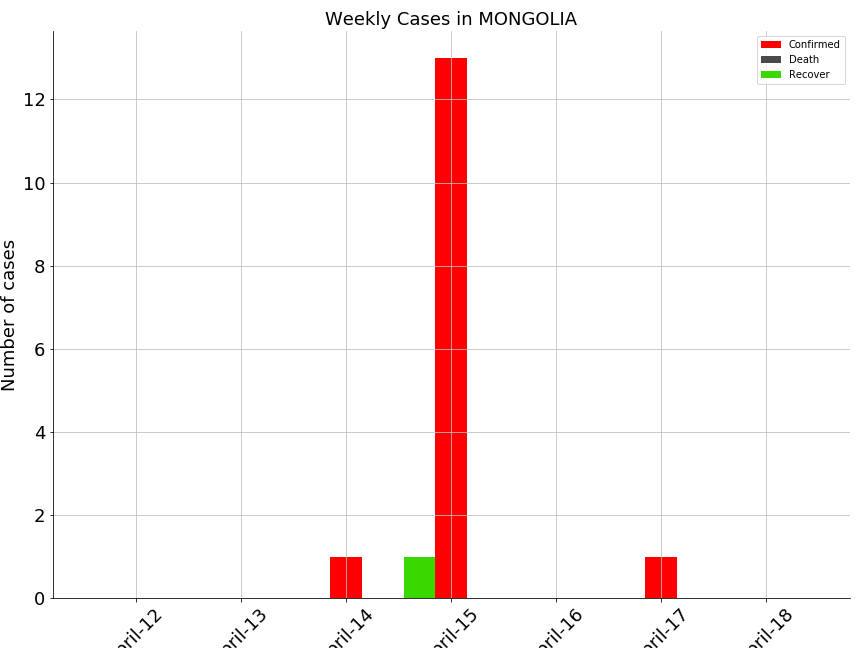 Weekly Cases in MONGOLIA
Confirmed
Death
Recover
Number of cases
12
10
8
6
4
2
0
pril-12
pril-13
pril-14
pril-15
pril-16
pril-17
pril-18